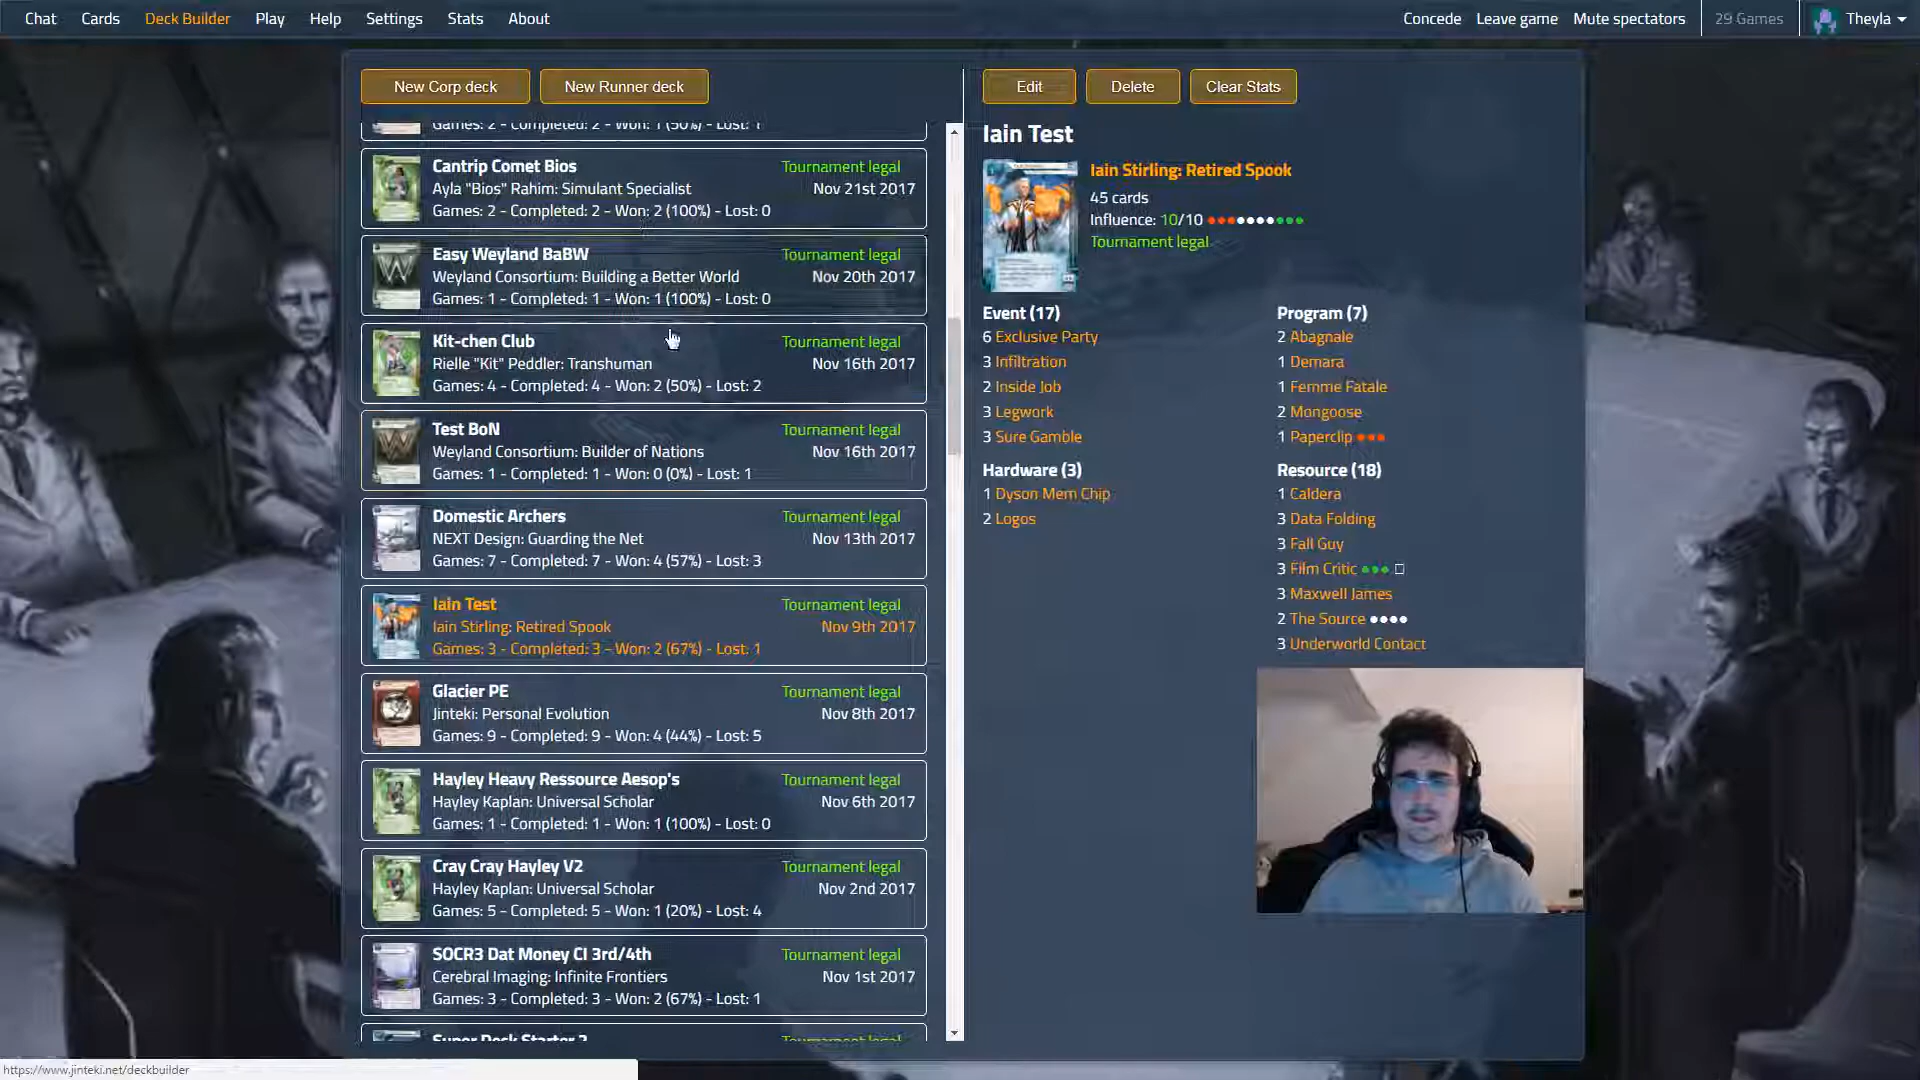 Chat Cards Deck Builder Play Help Settings Stats About Concede Leave game Mute spectators 29 Games Theyla
New Corp deck New Runner deck
Games: 2 - Completed: 2 - Won: 1 (50%) - Lost: 1
Cantrip Comet Bios Tournament legal
Ayla "Bios" Rahim: Simulant Specialist Nov 21st 2017
Games: 2 - Completed: 2 - Won: 2 (100%) - Lost: 0
Easy Weyland BaBW Tournament legal
Weyland Consortium: Building a Better World Nov 20th 2017
Games: 1 - Completed: 1 - Won: 1 (100%) - Lost: 0
Kit-chen Club Tournament legal
Rielle "Kit" Peddler: Transhuman Nov 16th 2017
Games: 4 - Completed: 4 - Won: 2 (50%) - Lost: 2
Test BoN Tournament legal
Weyland Consortium: Builder of Nations Nov 16th 2017
Games: 1 - Completed: 1 - Won: 0 (0%) - Lost: 1
Domestic Archers Tournament legal
NEXT Design: Guarding the Net Nov 13th 2017
Games: 7 - Completed: 7 - Won: 4 (57%) - Lost: 3
Iain Test Tournament legal
Iain Stirling: Retired Spook Nov 9th 2017
Games: 3 - Completed: 3 - Won: 2 (67%) - Lost: 1
Glacier PE Tournament legal
Jinteki: Personal Evolution Nov 8th 2017
Games: 9 - Completed: 9 - Won: 4 (44%) - Lost: 5
Hayley Heavy Ressource Aesop's Tournament legal
Hayley Kaplan: Universal Scholar Nov 6th 2017
Games: 1 - Completed: 1 - Won: 1 (100%) - Lost: 0
Cray Cray Hayley V2 Tournament legal
Hayley Kaplan: Universal Scholar Nov 2nd 2017
Games: 5 - Completed: 5 - Won: 1 (20%) - Lost: 4
SOCR3 Dat Money CI 3rd/4th Tournament legal
Cerebral Imaging: Infinite Frontiers Nov 1st 2017
Games: 3 - Completed: 3 - Won: 2 (67%) - Lost: 1
Super Deck Starter 2 Tournament legal
Edit Delete Clear Stats
Iain Test
Iain Stirling: Retired Spook
45 cards
Influence: 10/10
Tournament legal
Event (17)
6 Exclusive Party
3 Infiltration
2 Inside Job
3 Legwork
3 Sure Gamble
Hardware (3)
1 Dyson Mem Chip
2 Logos
Program (7)
2 Abagnale
1 Demara
1 Femme Fatale
2 Mongoose
1 Paperclip
Resource (18)
1 Caldera
3 Data Folding
3 Fall Guy
3 Film Critic
3 Maxwell James
2 The Source
3 Underworld Contact
https://www.jinteki.net/deckbuilder